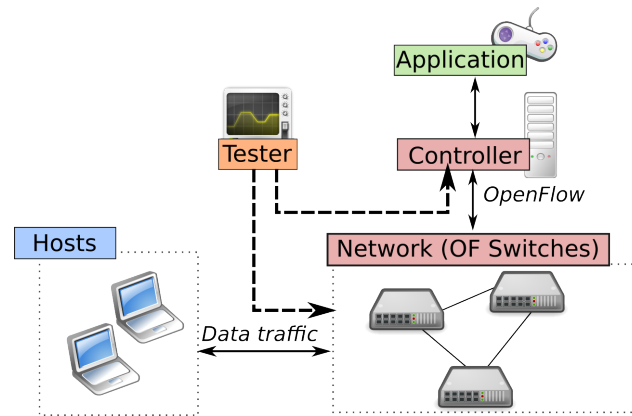 Application
Tester
Controller
OpenFlow
Hosts
Network (OF Switches)
Data traffic